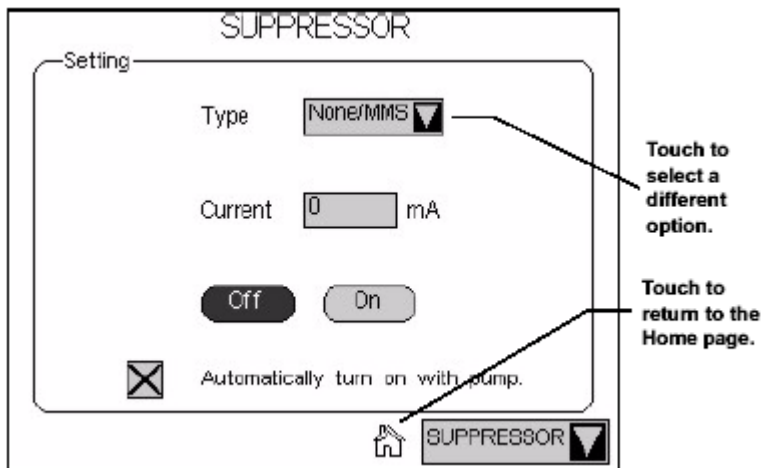 SUPPRESSOR
Setting
Type None/MMS
Touch to
select a
different
option.
Current 0 mA
Off On
Touch to
return to the
Home page.
Automatically turn on with pump.
SUPPRESSOR